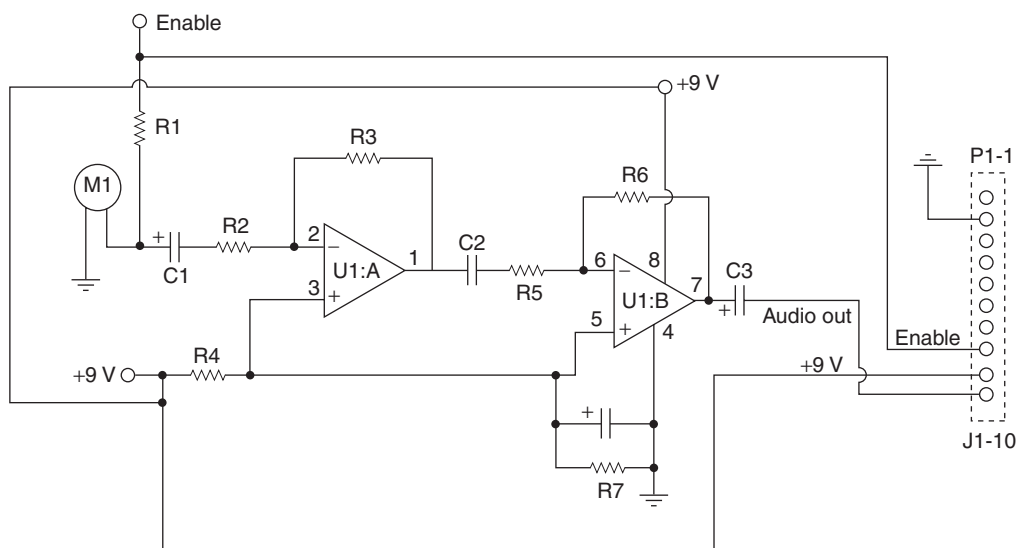 Enable
+9 V
R1
R3
P1-1
R6
M1
+
R2
2
−
C2
6
−
8
C3
C1
U1:A
1
R5
U1:B
7
3
+
5
+
4
+
Audio out
Enable
R4
+9 V
+9 V
+
J1-10
R7